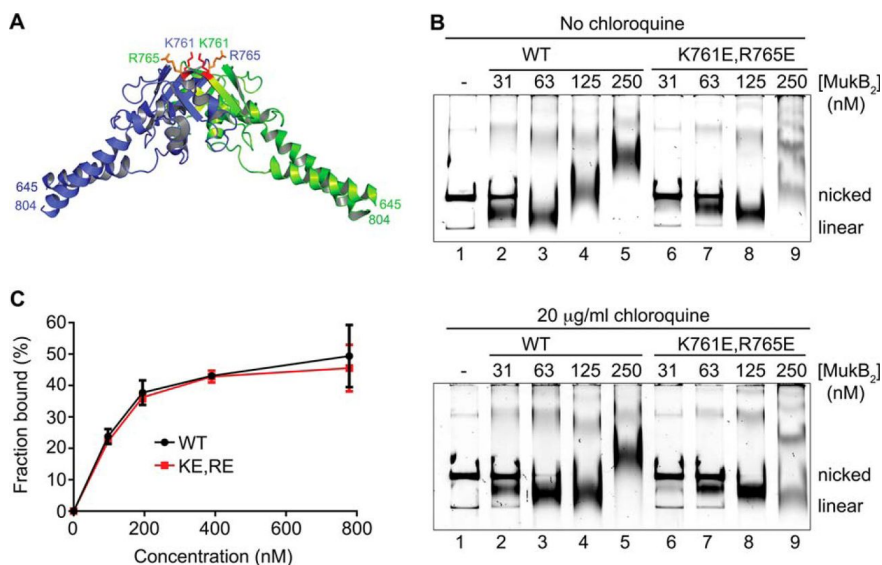 A
R765 K761 K761 R765
645
804
645
804
B
No chloroquine
WT K761E,R765E
- 31 63 125 250 31 63 125 250 [MukB2] (nM)
nicked
linear
1 2 3 4 5 6 7 8 9
20 μg/ml chloroquine
WT K761E,R765E
- 31 63 125 250 31 63 125 250 [MukB2] (nM)
nicked
linear
1 2 3 4 5 6 7 8 9
C
Fraction bound (%)
60
50
40
30
20
10
0
WT
KE,RE
0 200 400 600 800
Concentration (nM)